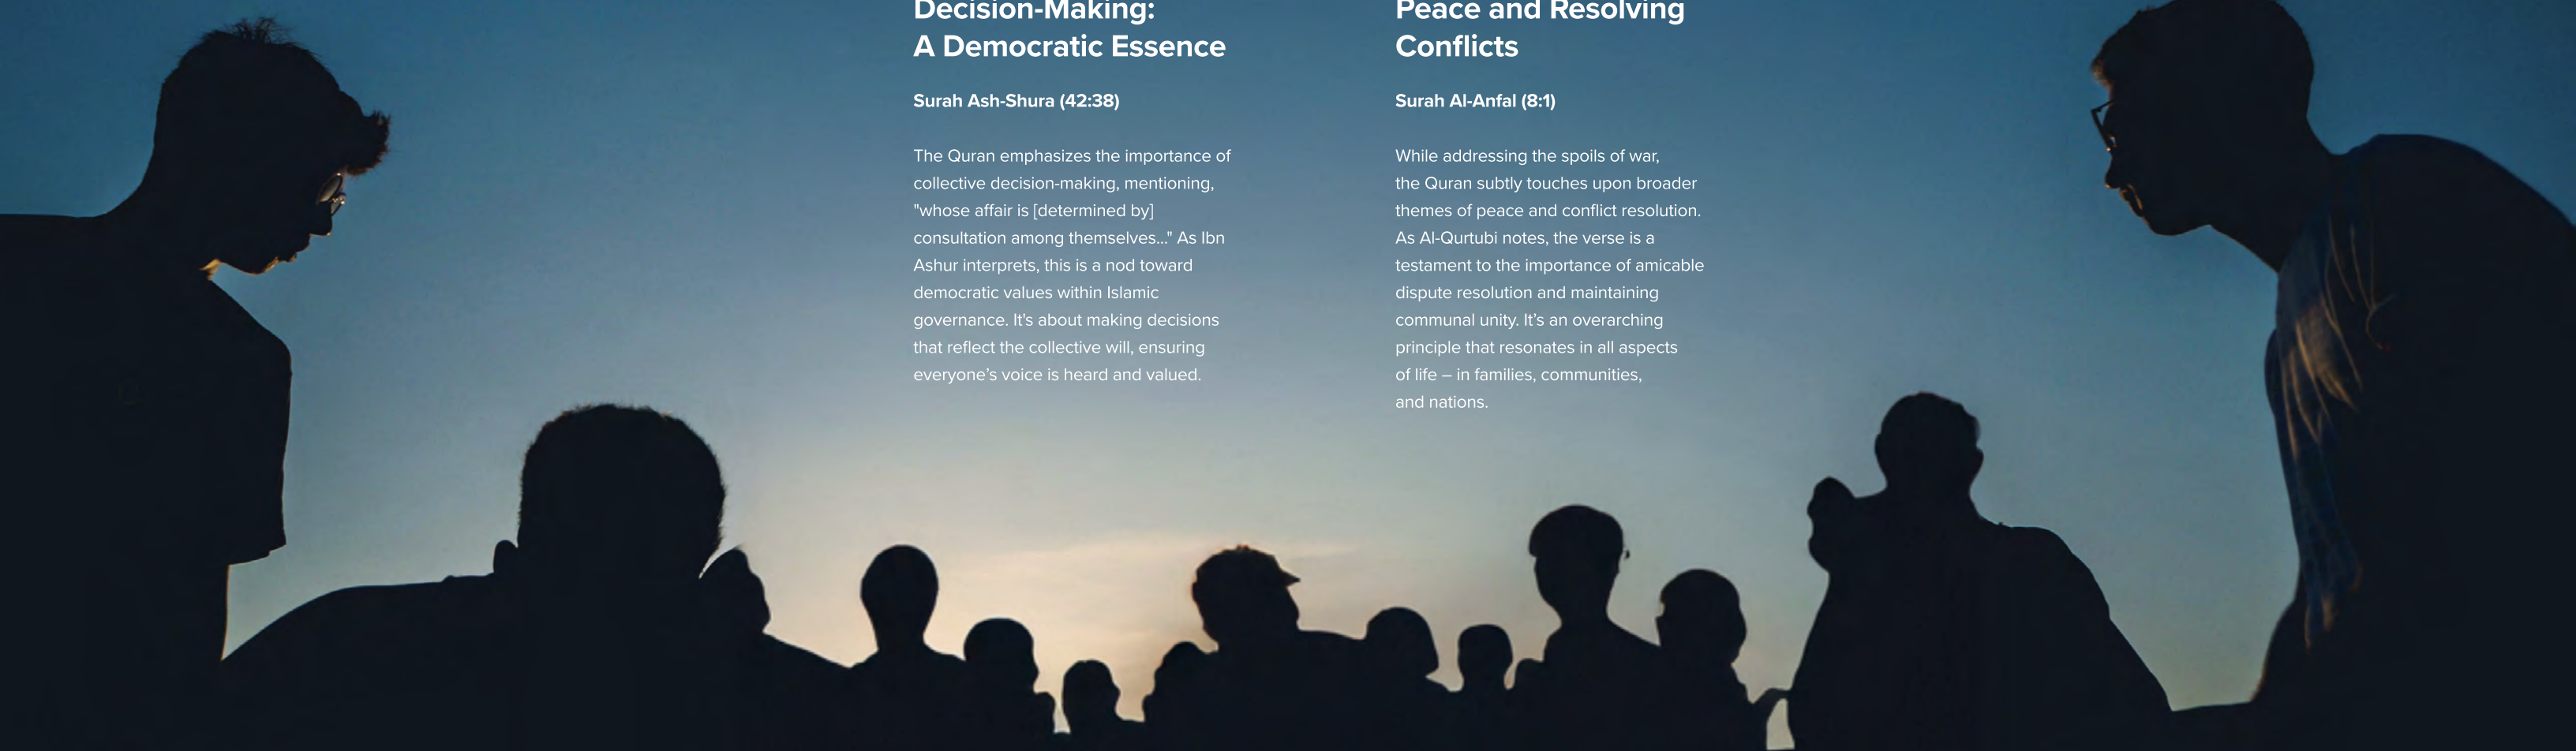 Decision-Making:
A Democratic Essence
Surah Ash-Shura (42:38)
The Quran emphasizes the importance of
collective decision-making, mentioning,
"whose affair is [determined by]
consultation among themselves..." As Ibn
Ashur interprets, this is a nod toward
democratic values within Islamic
governance. It's about making decisions
that reflect the collective will, ensuring
everyone’s voice is heard and valued.
Peace and Resolving
Conflicts
Surah Al-Anfal (8:1)
While addressing the spoils of war,
the Quran subtly touches upon broader
themes of peace and conflict resolution.
As Al-Qurtubi notes, the verse is a
testament to the importance of amicable
dispute resolution and maintaining
communal unity. It’s an overarching
principle that resonates in all aspects
of life – in families, communities,
and nations.